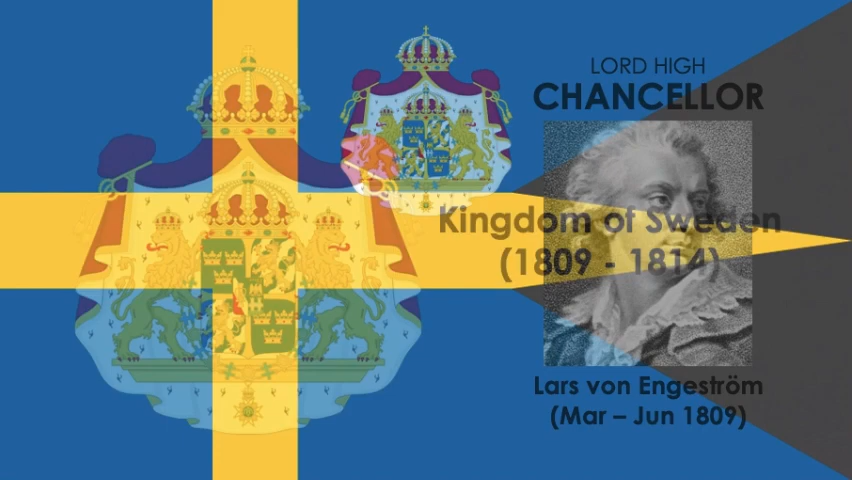 LORD HIGH
CHANCELLOR
Kingdom of Sweden
(1809 - 1814)
Lars von Engeström
(Mar – Jun 1809)